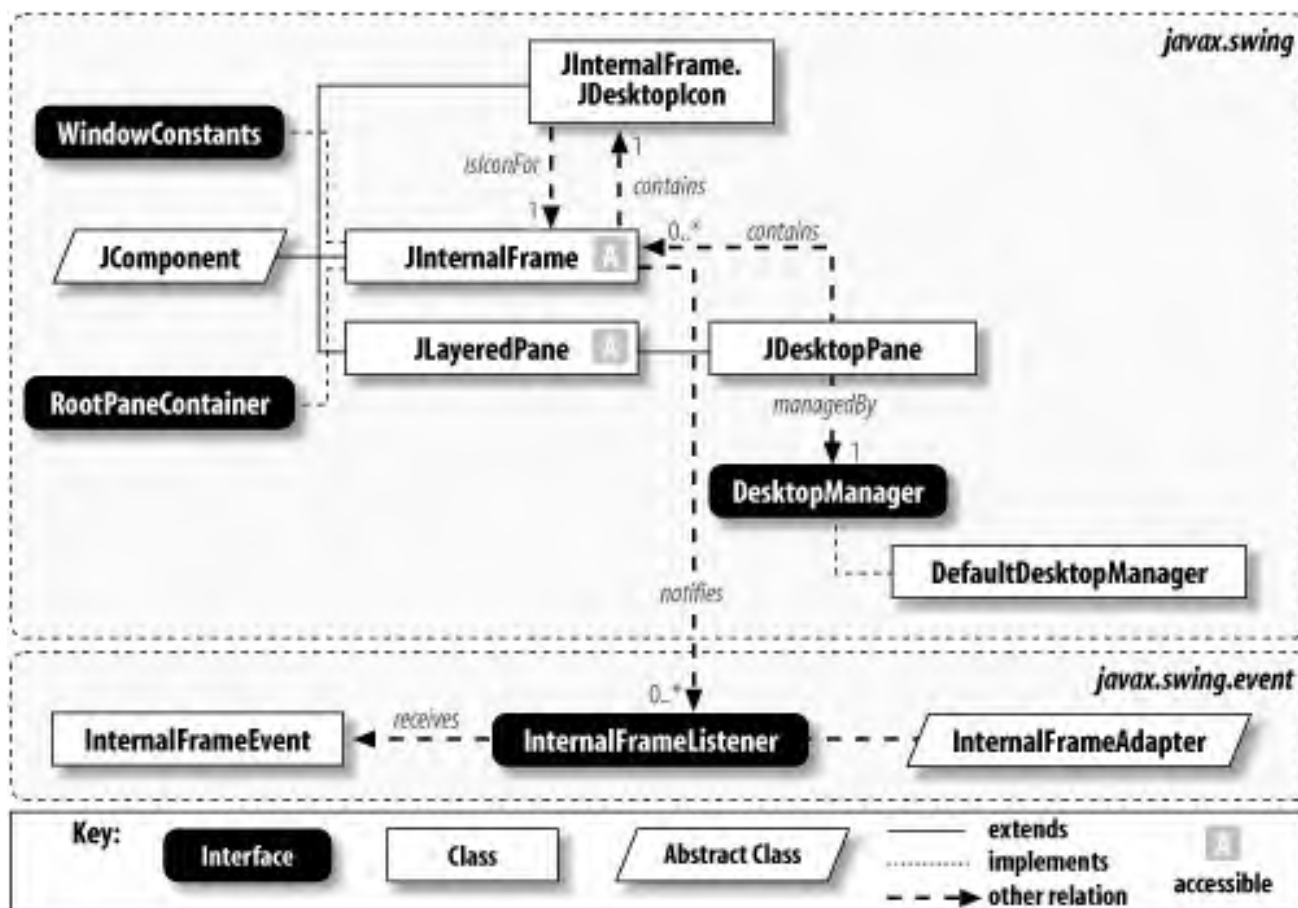 javax.swing
JInternalFrame.
JDesktopIcon
WindowConstants
isIconFor
1
contains
1
0..*
contains
JComponent
JInternalFrame
A
JLayeredPane
A
JDesktopPane
RootPaneContainer
managedBy
1
DesktopManager
DefaultDesktopManager
notifies
javax.swing.event
0..*
receives
InternalFrameEvent
InternalFrameListener
InternalFrameAdapter
Key:
Interface
Class
Abstract Class
extends
implements
other relation
A
accessible